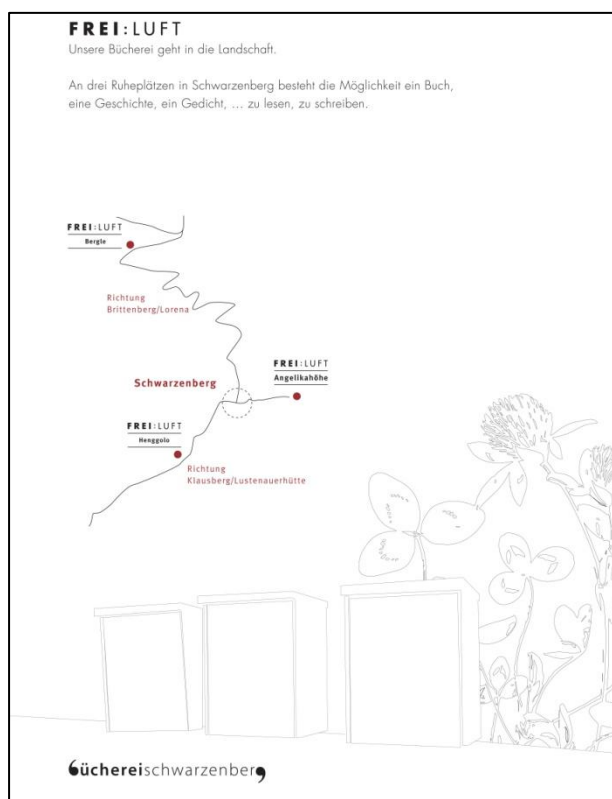 FREI:LUFT
Unsere Bücherei geht in die Landschaft.
An drei Ruheplätzen in Schwarzenberg besteht die Möglichkeit ein Buch,
eine Geschichte, ein Gedicht, ... zu lesen, zu schreiben.
FREI:LUFT
Bergle
Richtung
Brittenberg/Lorena
FREI:LUFT
Angelikahöhe
Schwarzenberg
FREI:LUFT
Henggolo
Richtung
Klausberg/Lustenauerhütte
büchereischwarzenberg